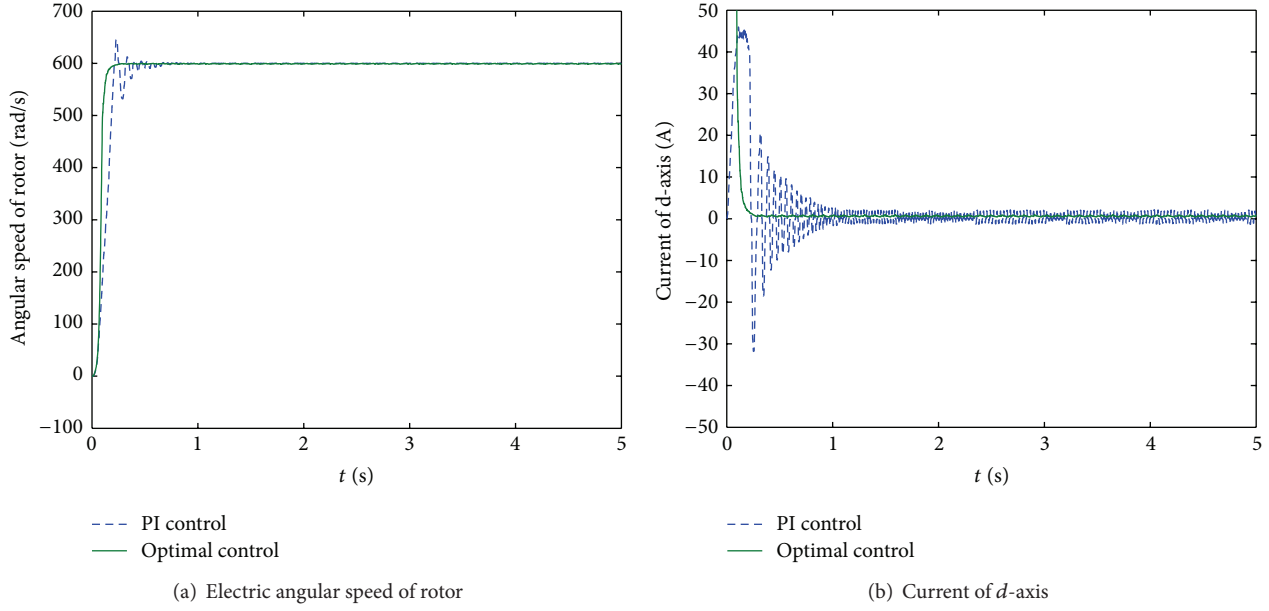 700
600
500
400
300
200
100
0
−100
Angular speed of rotor (rad/s)
0 1 2 3 4 5
t (s)
PI control
Optimal control
(a) Electric angular speed of rotor
50
40
30
20
10
0
−10
−20
−30
−40
−50
Current of d-axis (A)
0 1 2 3 4 5
t (s)
PI control
Optimal control
(b) Current of d-axis